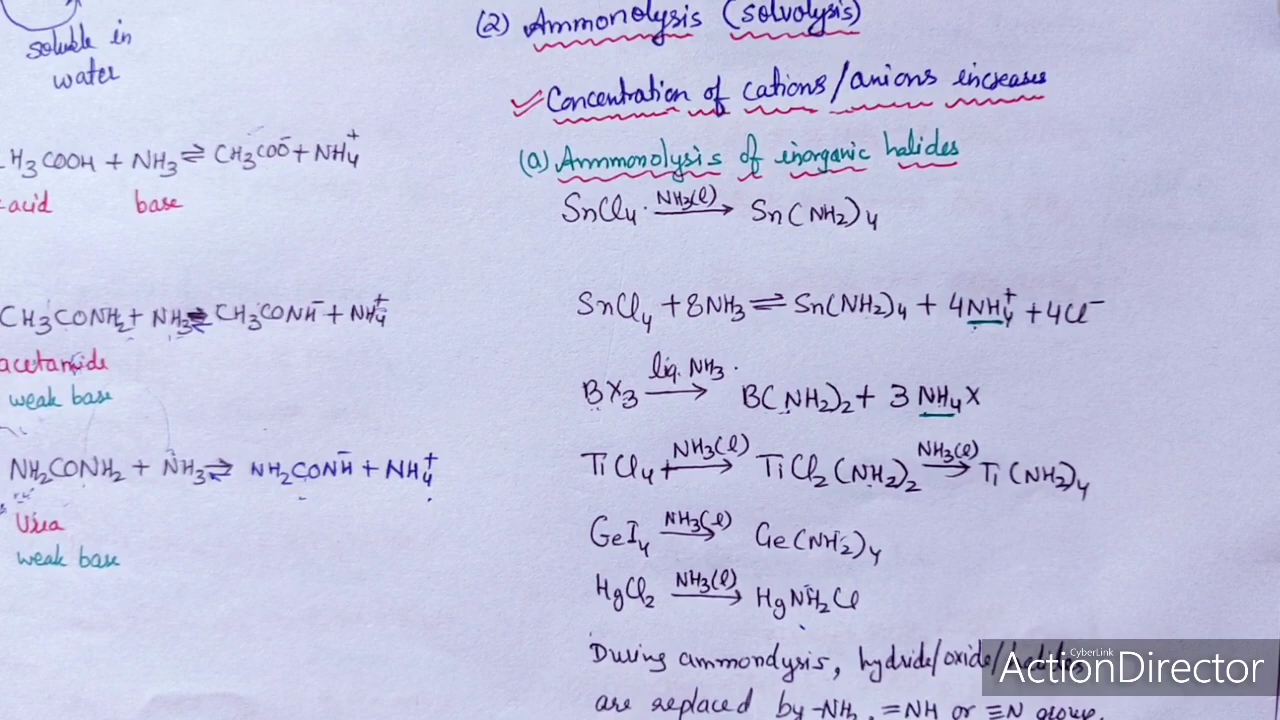 soluble in
water
H3COOH + NH3 ⇌ CH3COO⁻ + NH4⁺
acid base
CH3CONH2 + NH3 ⇌ CH3CONH⁻ + NH4⁺
acetamide
weak base
NH2CONH2 + NH3 ⇌ NH2CONH⁻ + NH4⁺
Urea
weak base
(2) Ammonolysis (solvolysis)
Concentration of cations/anions increases
(a) Ammonolysis of inorganic halides
SnCl4 NH3(l)→ Sn(NH2)4
SnCl4 + 8NH3 ⇌ Sn(NH2)4 + 4NH4⁺ + 4Cl⁻
BX3 liq. NH3→ B(NH2)2 + 3 NH4X
TiCl4 NH3(l)→ TiCl2(NH2)2 NH3(l)→ Ti(NH2)4
GeI4 NH3(l)→ Ge(NH2)4
HgCl2 NH3(l)→ HgNH2Cl
During ammonolysis, hydride/oxide/halides
are replaced by -NH2, =NH or ≡N group.
CyberLink
ActionDirector